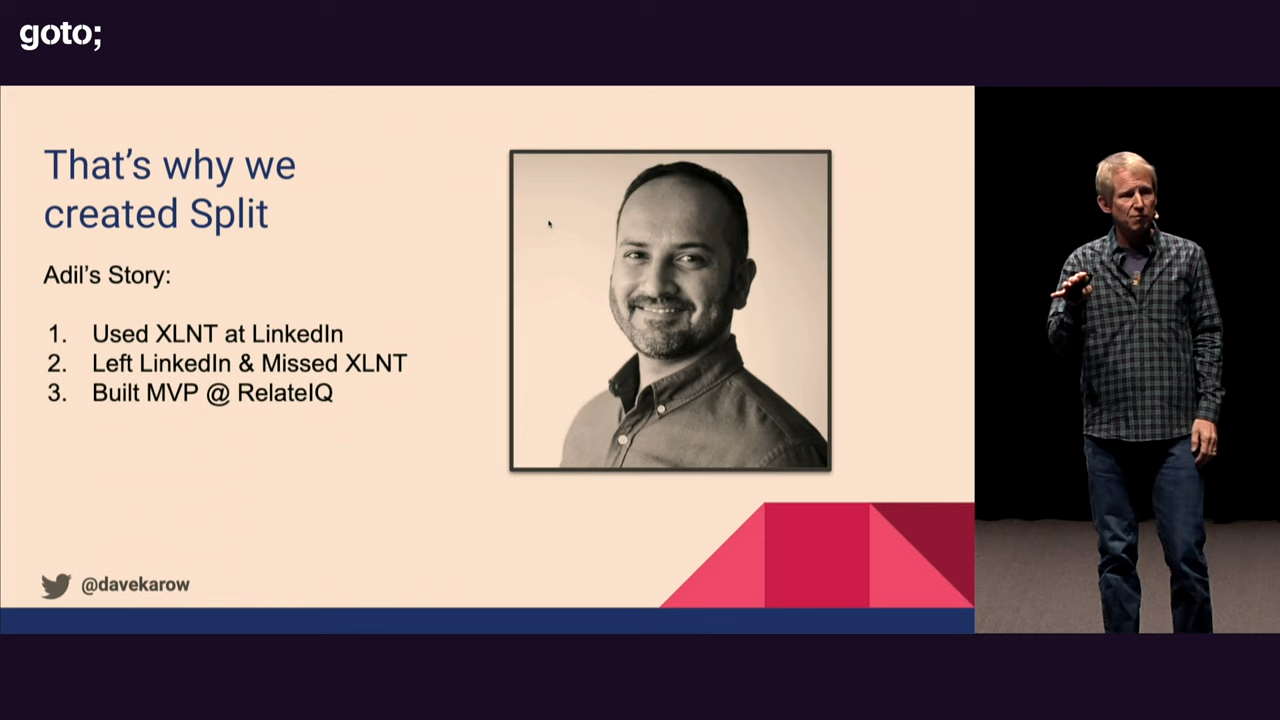 goto;
That’s why we
created Split
Adil’s Story:
1. Used XLNT at LinkedIn
2. Left LinkedIn & Missed XLNT
3. Built MVP @ RelateIQ
@davekarow